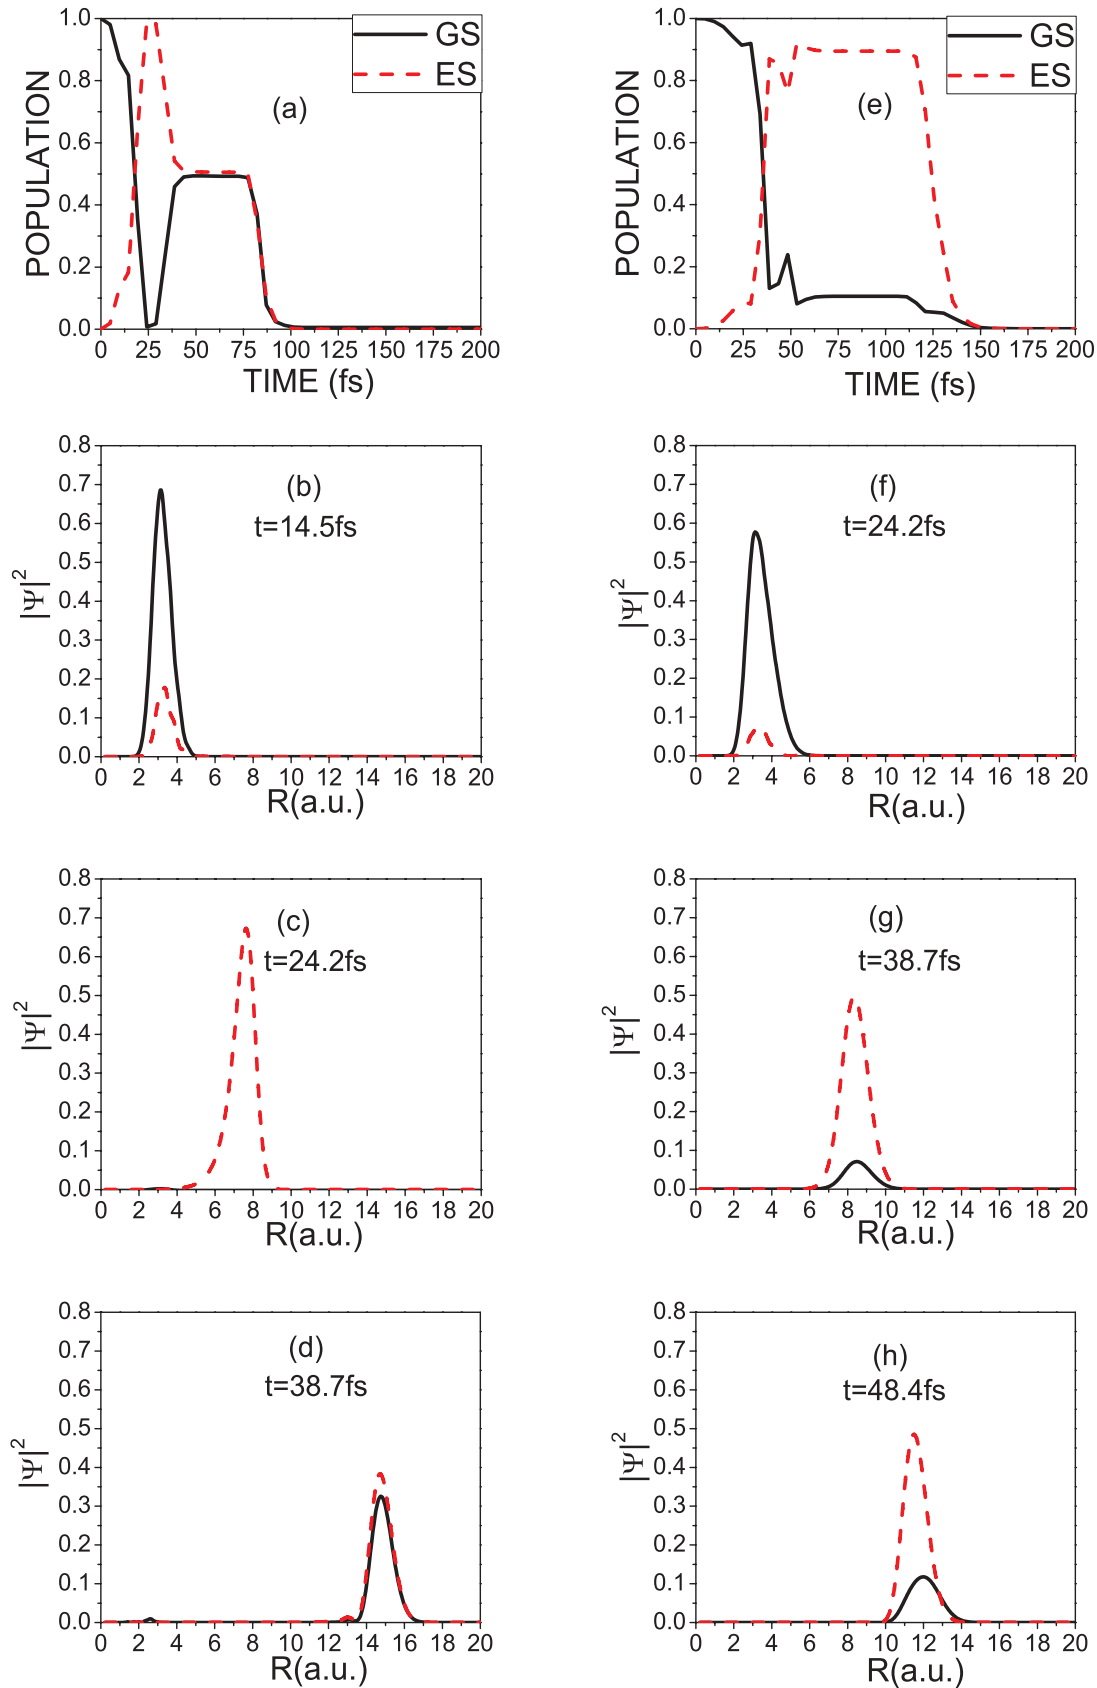 1.0
0.8
0.6
0.4
0.2
0.0
POPULATION
GS
ES
(a)
0 25 50 75 100 125 150 175 200
TIME (fs)
1.0
0.8
0.6
0.4
0.2
0.0
POPULATION
GS
ES
(e)
0 25 50 75 100 125 150 175 200
TIME (fs)
0.8
0.7
0.6
0.5
0.4
0.3
0.2
0.1
0.0
|Ψ|²
(b)
t=14.5fs
0 2 4 6 8 10 12 14 16 18 20
R(a.u.)
0.8
0.7
0.6
0.5
0.4
0.3
0.2
0.1
0.0
|Ψ|²
(f)
t=24.2fs
0 2 4 6 8 10 12 14 16 18 20
R(a.u.)
0.8
0.7
0.6
0.5
0.4
0.3
0.2
0.1
0.0
|Ψ|²
(c)
t=24.2fs
0 2 4 6 8 10 12 14 16 18 20
R(a.u.)
0.8
0.7
0.6
0.5
0.4
0.3
0.2
0.1
0.0
|Ψ|²
(g)
t=38.7fs
0 2 4 6 8 10 12 14 16 18 20
R(a.u.)
0.8
0.7
0.6
0.5
0.4
0.3
0.2
0.1
0.0
|Ψ|²
(d)
t=38.7fs
0 2 4 6 8 10 12 14 16 18 20
R(a.u.)
0.8
0.7
0.6
0.5
0.4
0.3
0.2
0.1
0.0
|Ψ|²
(h)
t=48.4fs
0 2 4 6 8 10 12 14 16 18 20
R(a.u.)